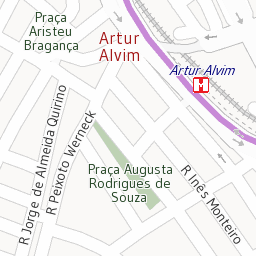 Praça
Aristeu
Bragança
Artur
Alvim
Artur Alvim
M
R Jorge de Almeida Quirino
R Peixoto Werneck
Praça Augusta
Rodrigues de
Souza
R Inês Monteiro